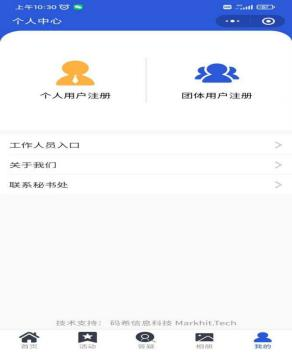 上午10:30
个人中心
个人用户注册
团体用户注册
工作人员入口
关于我们
联系秘书处
技术支持： 码希信息科技 Markhit.Tech
首页
活动
答疑
相册
我的